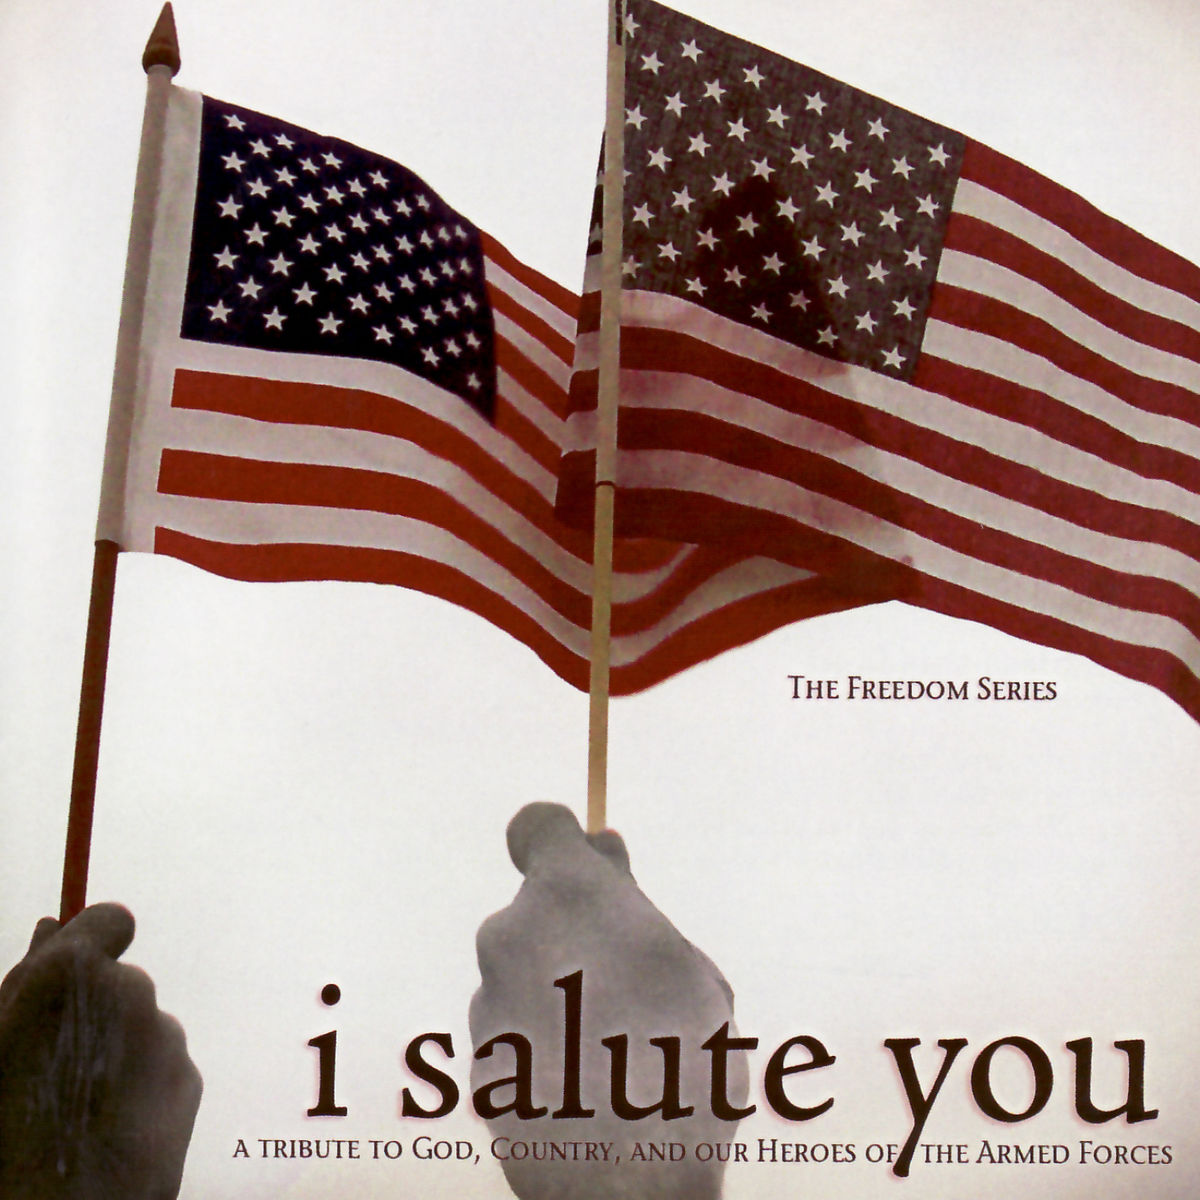 The Freedom Series
i salute you
a tribute to God, Country, and our Heroes of the Armed Forces